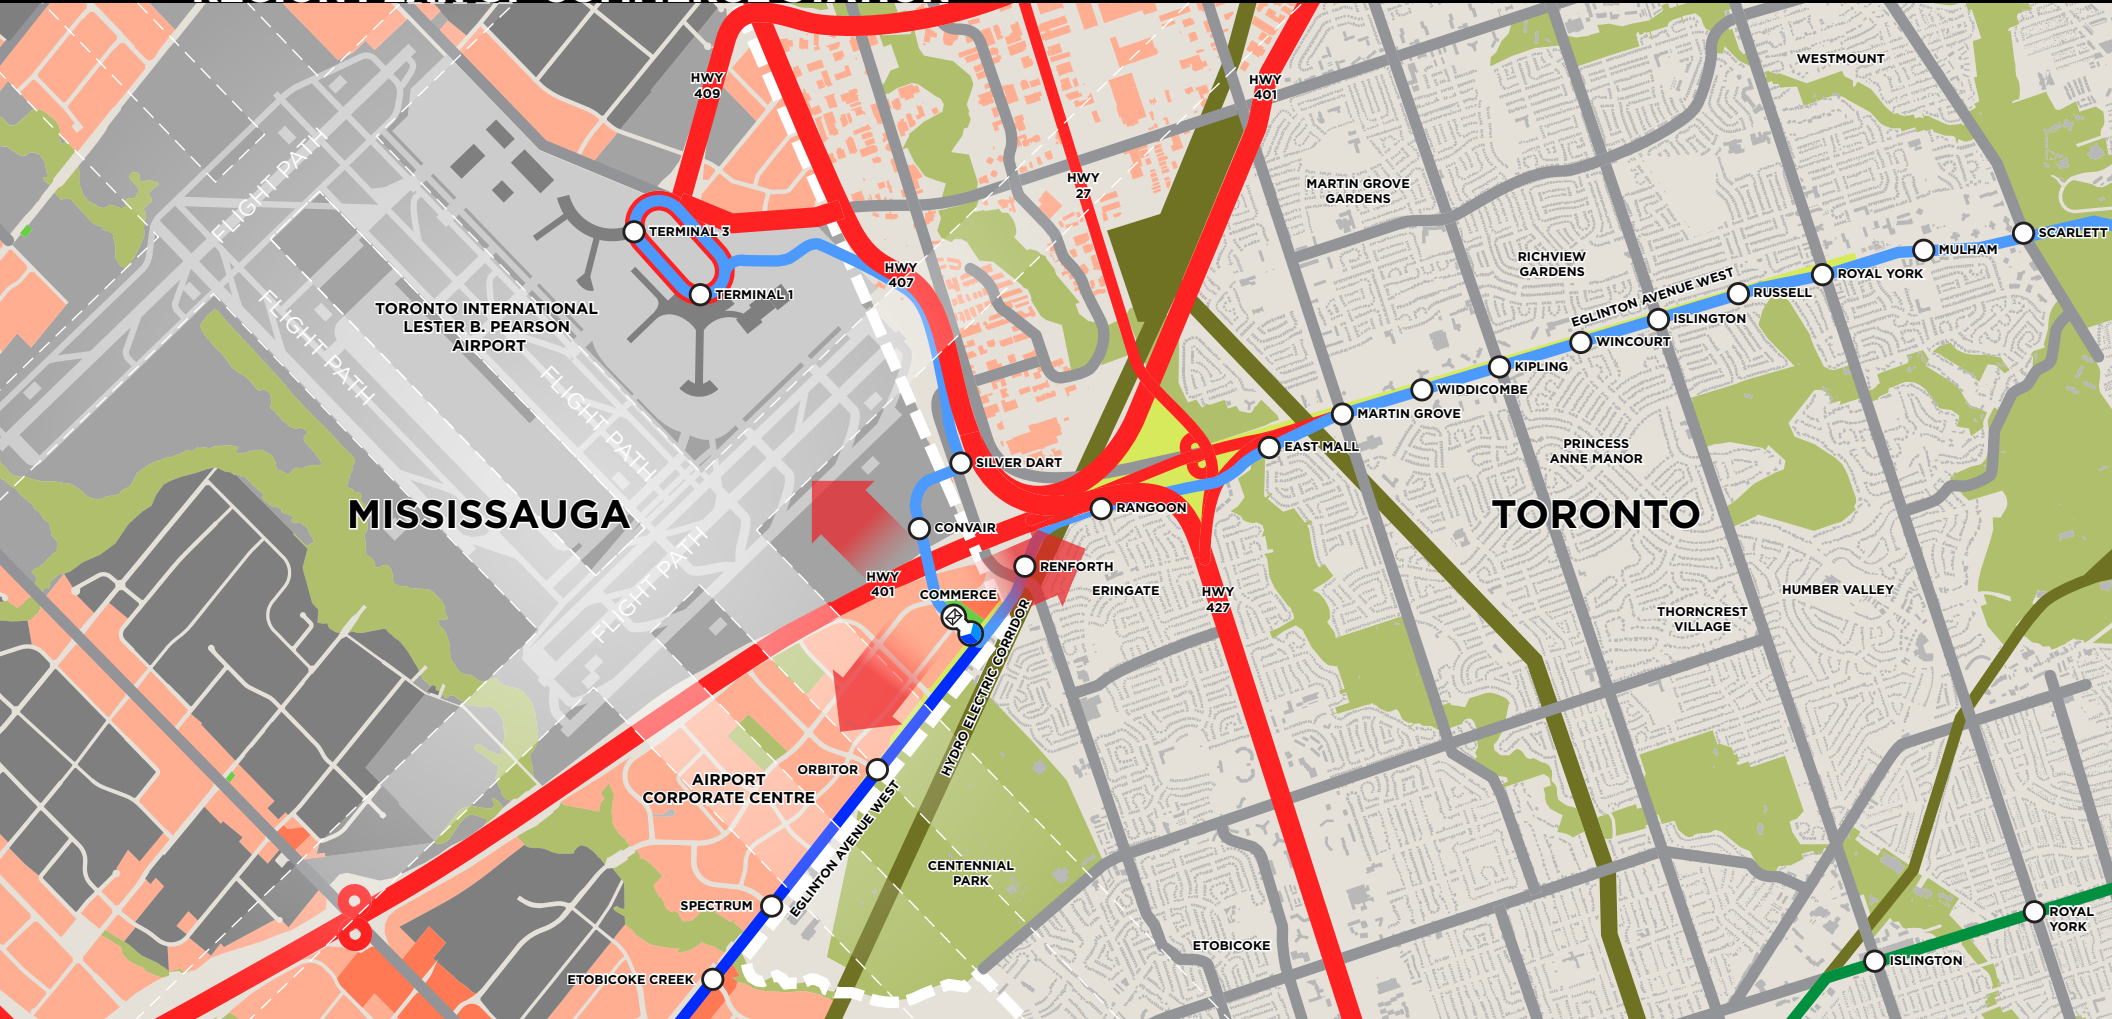 COMMERCE STATION
HWY
409
HWY
401
WESTMOUNT
FLIGHT PATH
HWY
27
MARTIN GROVE
GARDENS
TERMINAL 3
SCARLETT
MULHAM
RICHVIEW
GARDENS
HWY
407
ROYAL YORK
EGLINTON AVENUE WEST
RUSSELL
TERMINAL 1
TORONTO INTERNATIONAL
LESTER B. PEARSON
AIRPORT
FLIGHT PATH
ISLINGTON
WINCOURT
KIPLING
WIDDICOMBE
FLIGHT PATH
MARTIN GROVE
EAST MALL
PRINCESS
ANNE MANOR
SILVER DART
MISSISSAUGA
TORONTO
RANGOON
CONVAIR
RENFORTH
FLIGHT PATH
HWY
401
COMMERCE
ERINGATE
HWY
427
HUMBER VALLEY
THORNCREST
VILLAGE
HYDRO ELECTRIC CORRIDOR
ORBITOR
AIRPORT
CORPORATE CENTRE
EGLINTON AVENUE WEST
CENTENNIAL
PARK
SPECTRUM
ROYAL
YORK
ETOBICOKE
ISLINGTON
ETOBICOKE CREEK